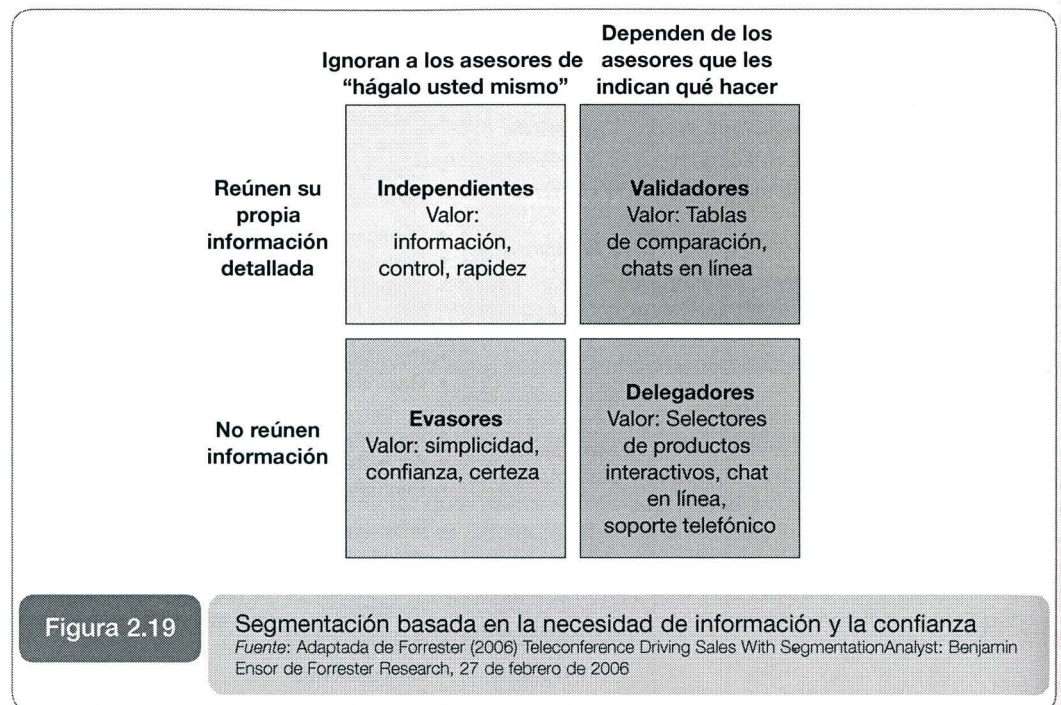 Ignoran a los asesores de
“hágalo usted mismo”
Dependen de los
asesores que les
indican qué hacer
Reúnen su
propia
información
detallada
Independientes
Valor:
información,
control, rapidez
Validadores
Valor: Tablas
de comparación,
chats en línea
No reúnen
información
Evasores
Valor: simplicidad,
confianza, certeza
Delegadores
Valor: Selectores
de productos
interactivos, chat
en línea,
soporte telefónico
Figura 2.19
Segmentación basada en la necesidad de información y la confianza
Fuente: Adaptada de Forrester (2006) Teleconference Driving Sales With SegmentationAnalyst: Benjamin
Ensor de Forrester Research, 27 de febrero de 2006